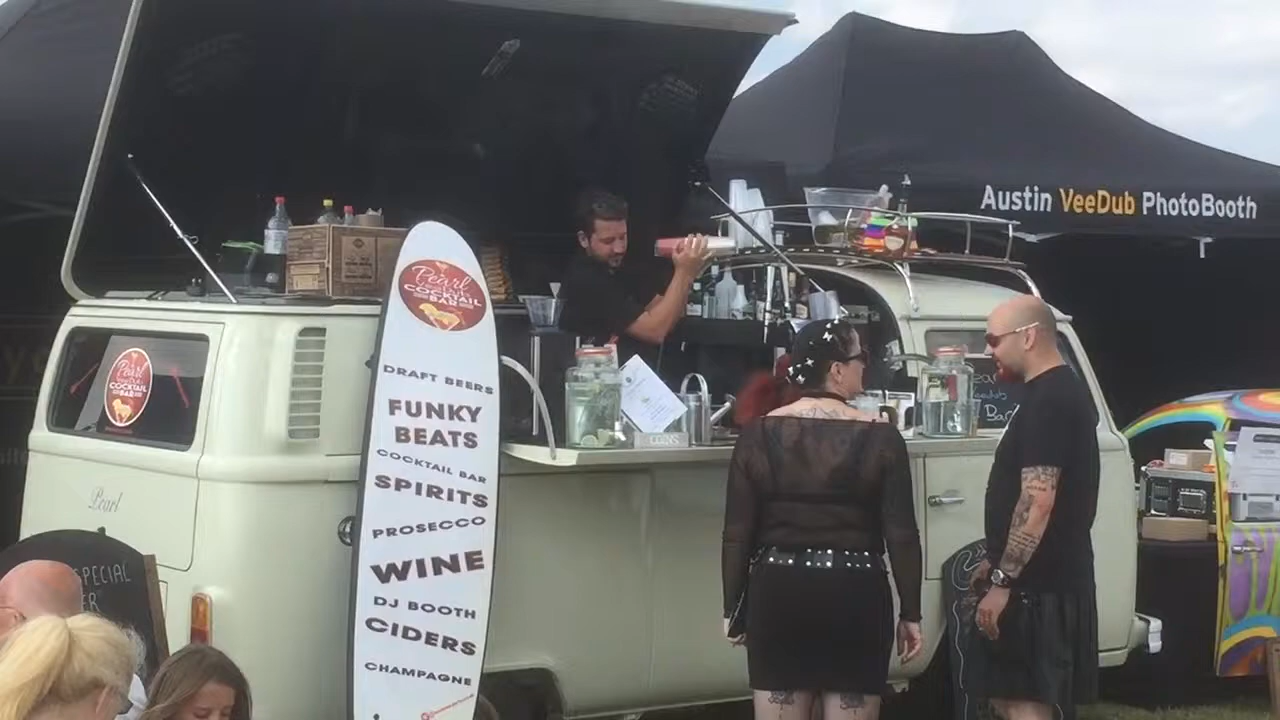 Austin VeeDub PhotoBooth
Pearl
COCKTAIL
BAR
DRAFT BEERS
FUNKY
BEATS
COCKTAIL BAR
SPIRITS
PROSECCO
WINE
DJ BOOTH
CIDERS
CHAMPAGNE
Pearl
COCKTAIL
BAR
Pearl
SPECIAL
Bar